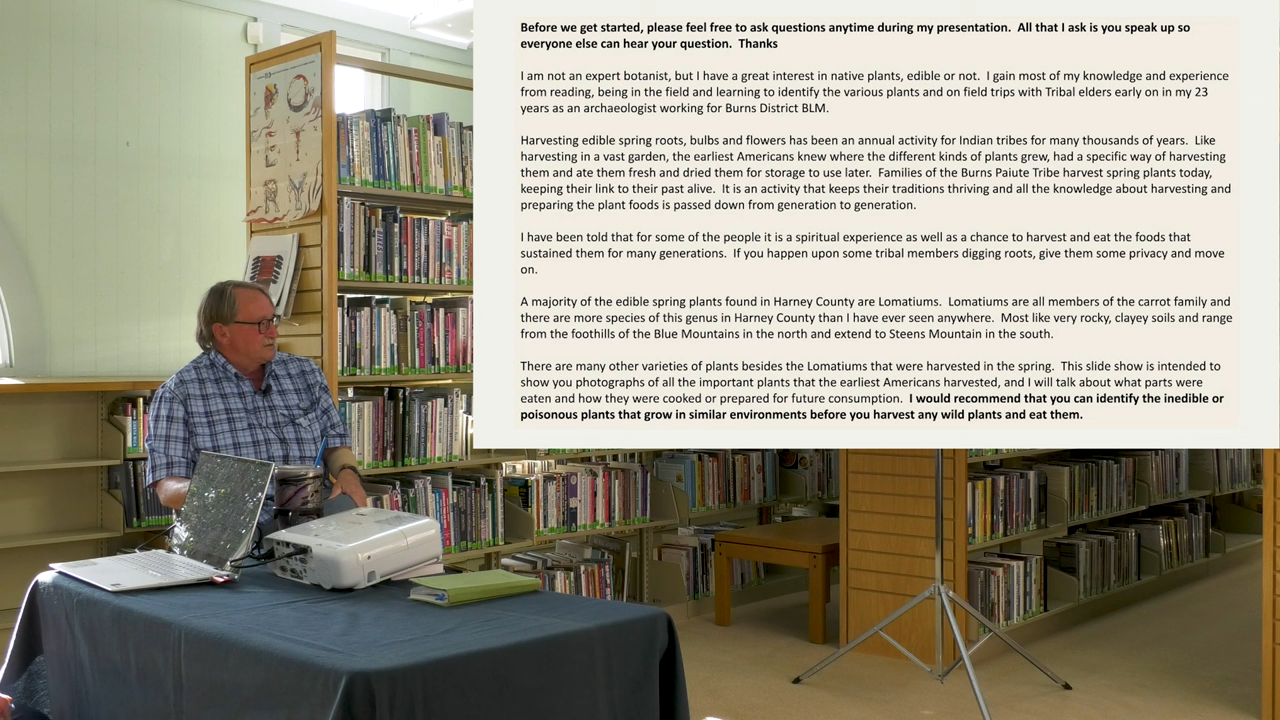 Before we get started, please feel free to ask questions anytime during my presentation. All that I ask is you speak up so
everyone else can hear your question. Thanks
I am not an expert botanist, but I have a great interest in native plants, edible or not. I gain most of my knowledge and experience
from reading, being in the field and learning to identify the various plants and on field trips with Tribal elders early on in my 23
years as an archaeologist working for Burns District BLM.
Harvesting edible spring roots, bulbs and flowers has been an annual activity for Indian tribes for many thousands of years. Like
harvesting in a vast garden, the earliest Americans knew where the different kinds of plants grew, had a specific way of harvesting
them and ate them fresh and dried them for storage to use later. Families of the Burns Paiute Tribe harvest spring plants today,
keeping their link to their past alive. It is an activity that keeps their traditions thriving and all the knowledge about harvesting and
preparing the plant foods is passed down from generation to generation.
I have been told that for some of the people it is a spiritual experience as well as a chance to harvest and eat the foods that
sustained them for many generations. If you happen upon some tribal members digging roots, give them some privacy and move
on.
A majority of the edible spring plants found in Harney County are Lomatiums. Lomatiums are all members of the carrot family and
there are more species of this genus in Harney County than I have ever seen anywhere. Most like very rocky, clayey soils and range
from the foothills of the Blue Mountains in the north and extend to Steens Mountain in the south.
There are many other varieties of plants besides the Lomatiums that were harvested in the spring. This slide show is intended to
show you photographs of all the important plants that the earliest Americans harvested, and I will talk about what parts were
eaten and how they were cooked or prepared for future consumption. I would recommend that you can identify the inedible or
poisonous plants that grow in similar environments before you harvest any wild plants and eat them.